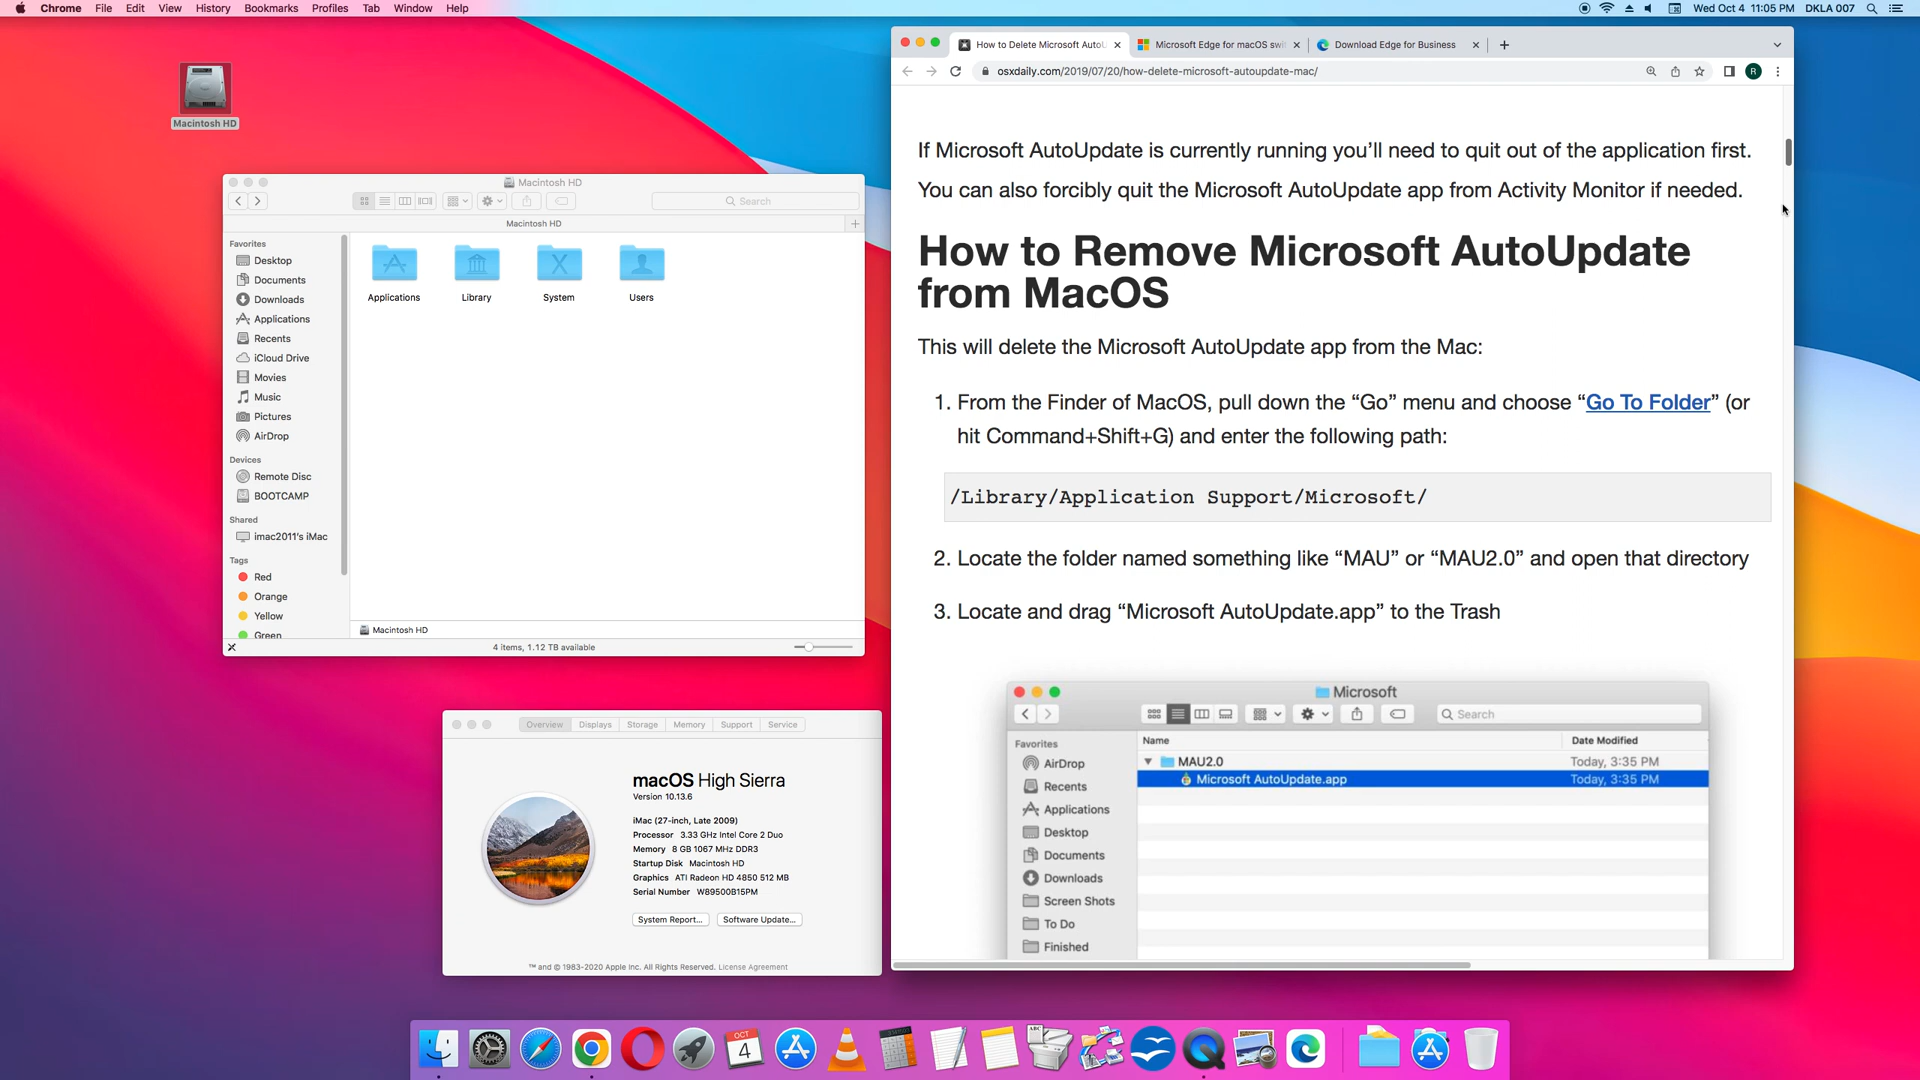 Chrome File Edit View History Bookmarks Profiles Tab Window Help
Wed Oct 4 11:05 PM DKLA 007
Macintosh HD
Macintosh HD
Search
Macintosh HD
Favorites
Desktop
Documents
Downloads
Applications
Recents
iCloud Drive
Movies
Music
Pictures
AirDrop
Devices
Remote Disc
BOOTCAMP
Shared
imac2011's iMac
Tags
Red
Orange
Yellow
Green
Applications Library System Users
Macintosh HD
4 items, 1.12 TB available
Overview Displays Storage Memory Support Service
macOS High Sierra
Version 10.13.6
iMac (27-inch, Late 2009)
Processor 3.33 GHz Intel Core 2 Duo
Memory 8 GB 1067 MHz DDR3
Startup Disk Macintosh HD
Graphics ATI Radeon HD 4850 512 MB
Serial Number W89500B15PM
System Report... Software Update...
™ and © 1983-2020 Apple Inc. All Rights Reserved. License Agreement
How to Delete Microsoft AutoU
Microsoft Edge for macOS swi
Download Edge for Business
osxdaily.com/2019/07/20/how-delete-microsoft-autoupdate-mac/
R
If Microsoft AutoUpdate is currently running you’ll need to quit out of the application first.
You can also forcibly quit the Microsoft AutoUpdate app from Activity Monitor if needed.
How to Remove Microsoft AutoUpdate
from MacOS
This will delete the Microsoft AutoUpdate app from the Mac:
1. From the Finder of MacOS, pull down the “Go” menu and choose “Go To Folder” (or
hit Command+Shift+G) and enter the following path:
/Library/Application Support/Microsoft/
2. Locate the folder named something like “MAU” or “MAU2.0” and open that directory
3. Locate and drag “Microsoft AutoUpdate.app” to the Trash
Microsoft
Search
Favorites
AirDrop
Recents
Applications
Desktop
Documents
Downloads
Screen Shots
To Do
Finished
Name Date Modified
MAU2.0 Today, 3:35 PM
Microsoft AutoUpdate.app Today, 3:35 PM
OCT
4
ABC